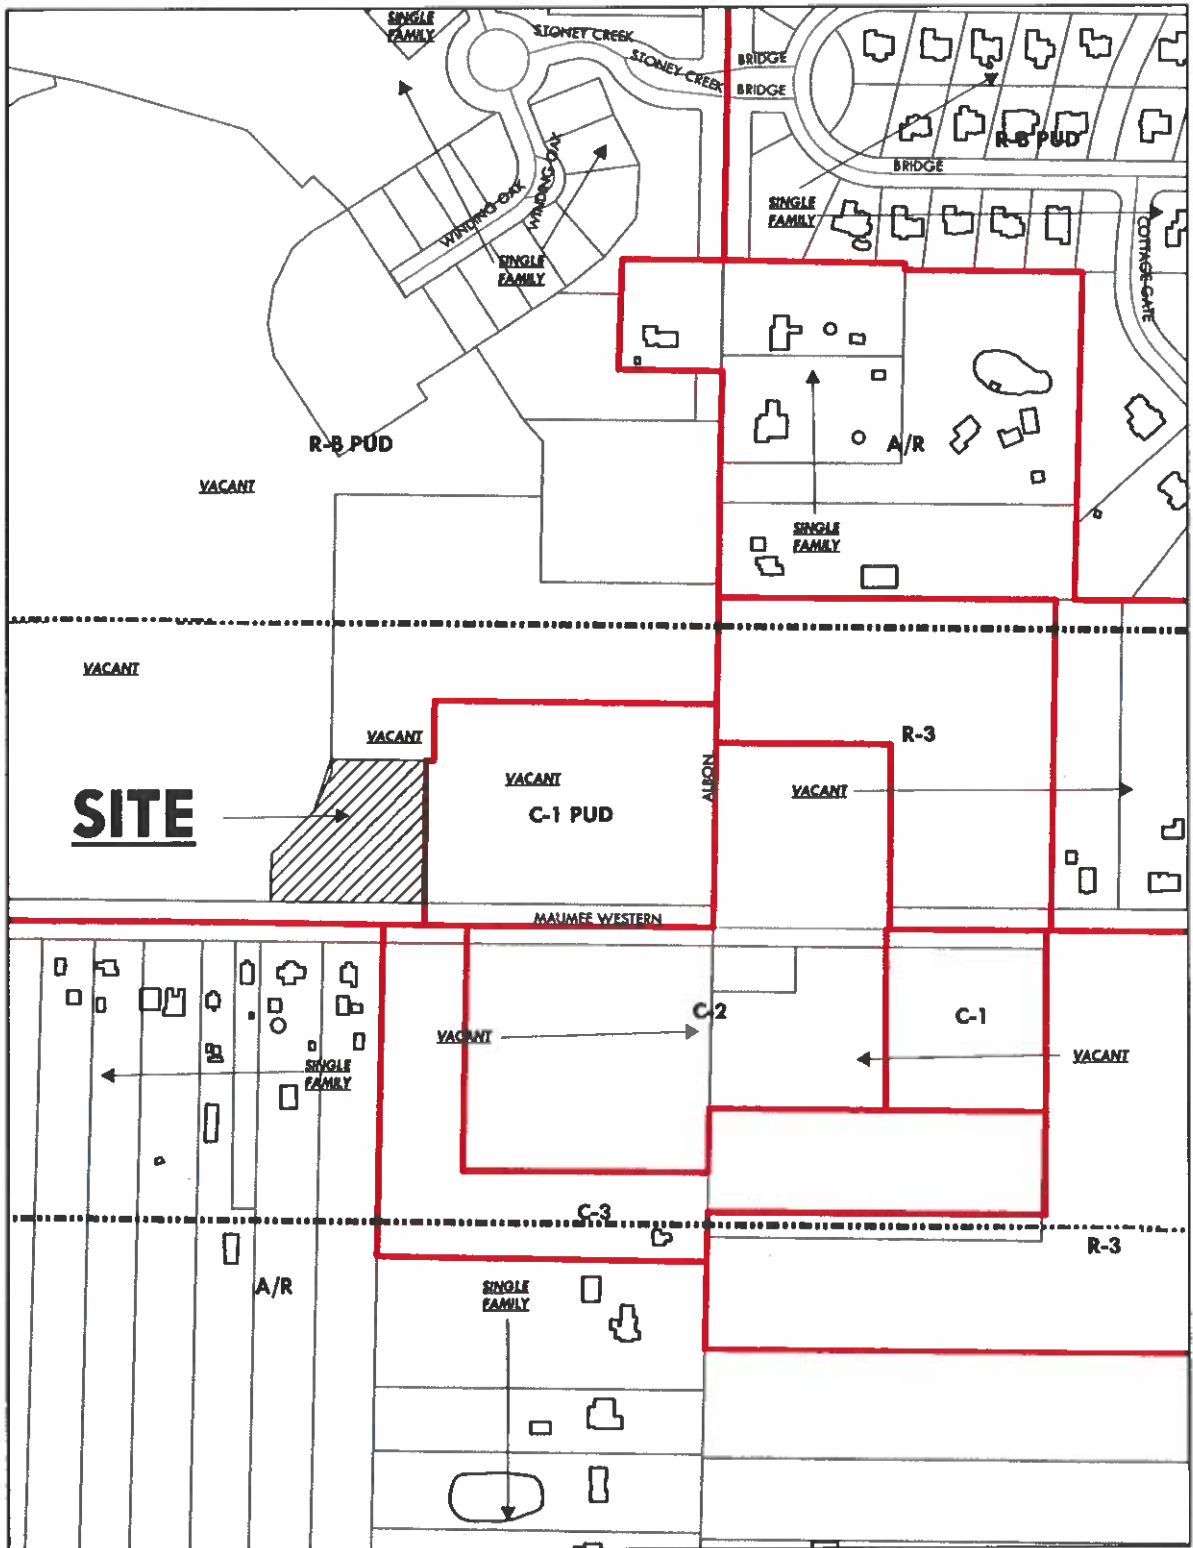 SINGLE
FAMILY
STONEY CREEK
STONEY CREEK
BRIDGE
BRIDGE
R-B PUD
BRIDGE
WINDING OAK
WINDING OAK
SINGLE
FAMILY
SINGLE
FAMILY
COTTAGE GATE
R-B PUD
A/R
VACANT
SINGLE
FAMILY
VACANT
VACANT
R-3
ALBON
VACANT
VACANT
SITE
C-1 PUD
MAUMEE WESTERN
C-2
C-1
VACANT
VACANT
SINGLE
FAMILY
C-3
R-3
A/R
SINGLE
FAMILY